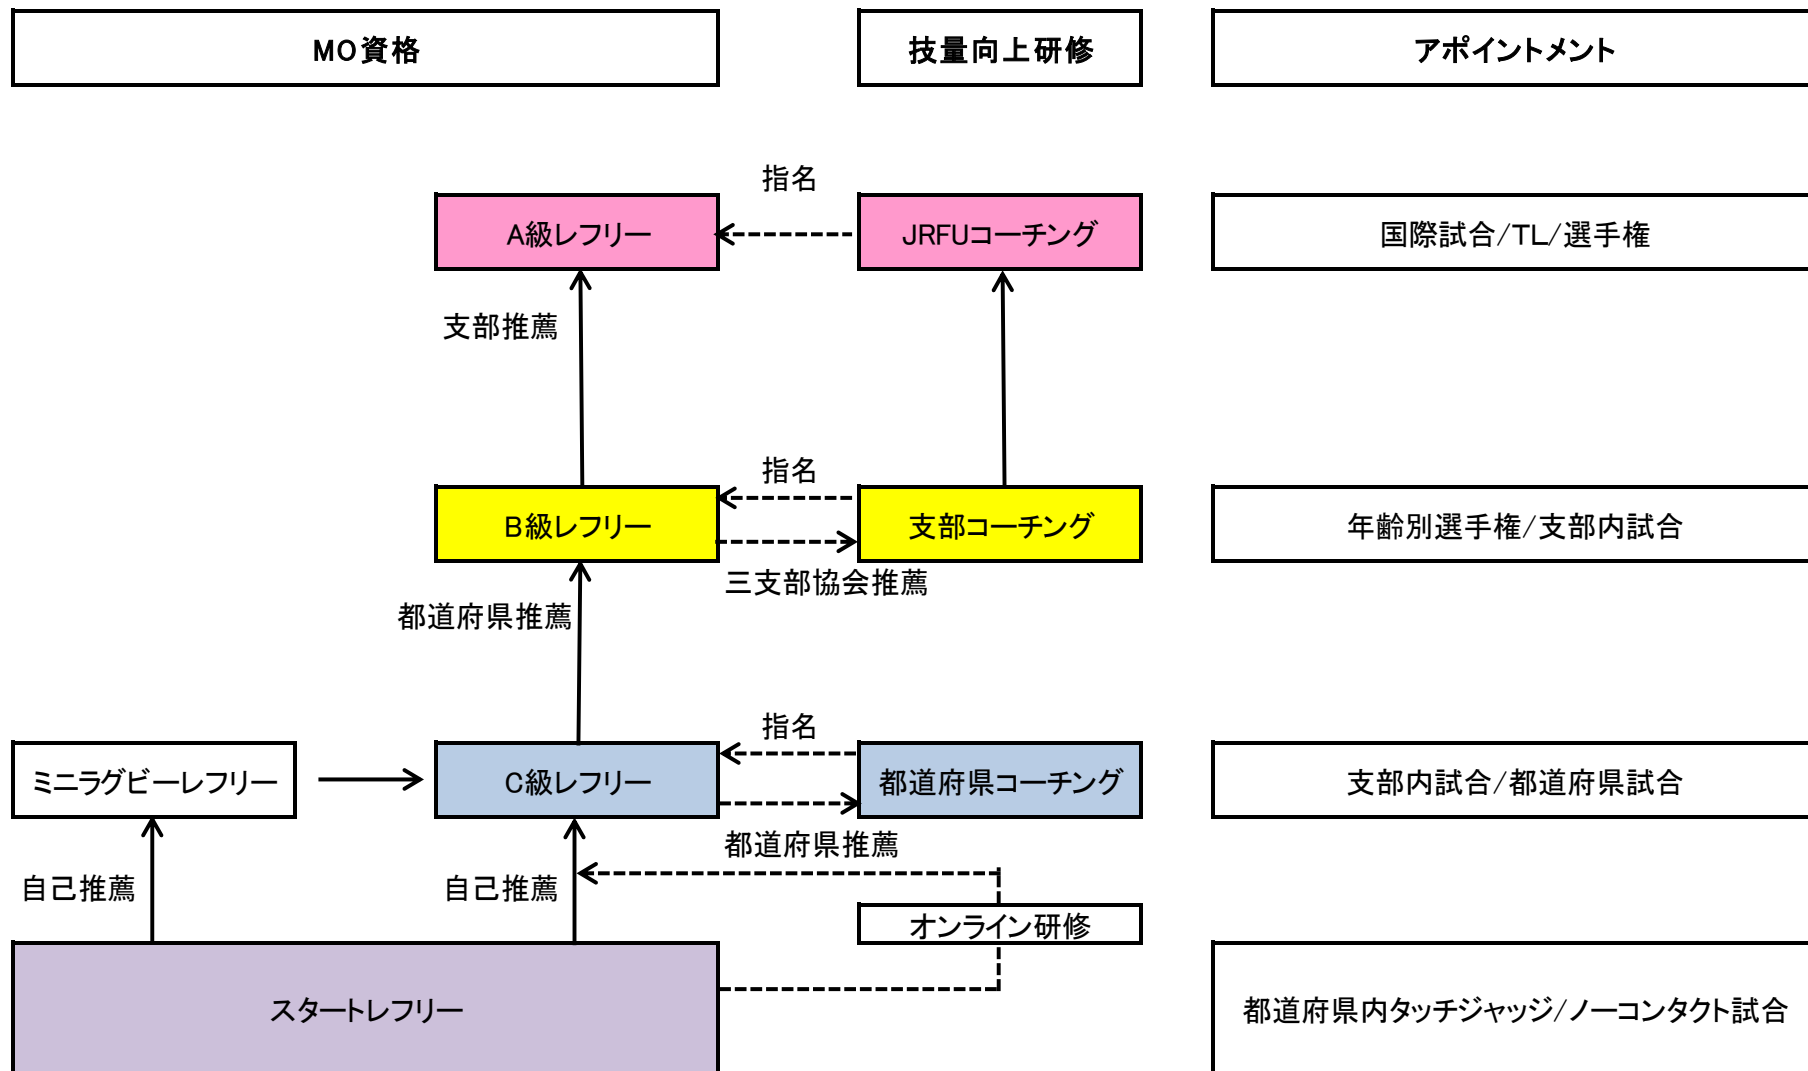 MO資格
技量向上研修
アポイントメント
指名
A級レフリー
JRFUコーチング
国際試合/TL/選手権
支部推薦
指名
B級レフリー
支部コーチング
年齢別選手権/支部内試合
三支部協会推薦
都道府県推薦
指名
ミニラグビーレフリー
C級レフリー
都道府県コーチング
支部内試合/都道府県試合
都道府県推薦
自己推薦
自己推薦
オンライン研修
スタートレフリー
都道府県内タッチジャッジ/ノーコンタクト試合